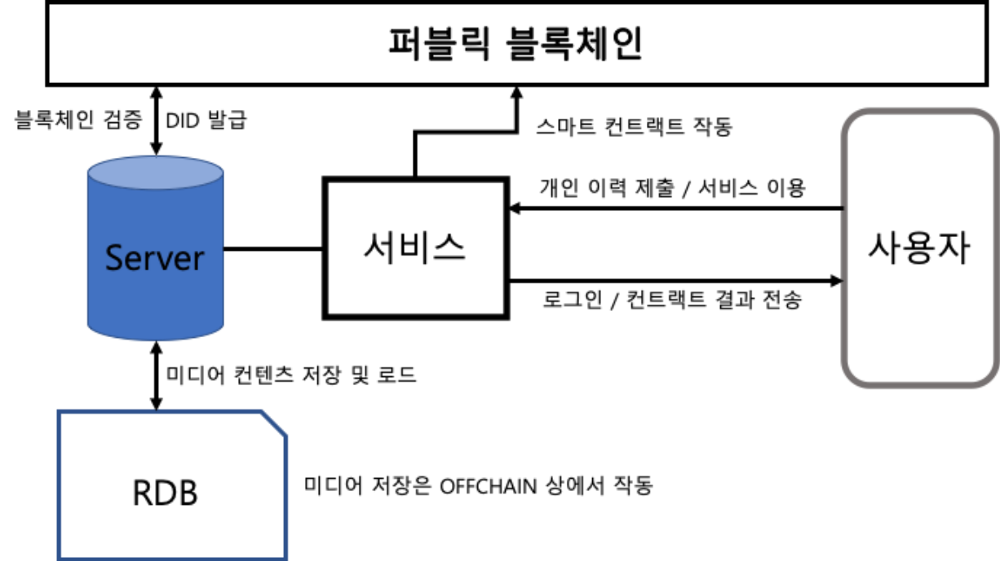 퍼블릭 블록체인
블록체인 검증
DID 발급
스마트 컨트랙트 작동
개인 이력 제출 / 서비스 이용
Server
서비스
사용자
로그인 / 컨트랙트 결과 전송
미디어 컨텐츠 저장 및 로드
RDB
미디어 저장은 OFFCHAIN 상에서 작동